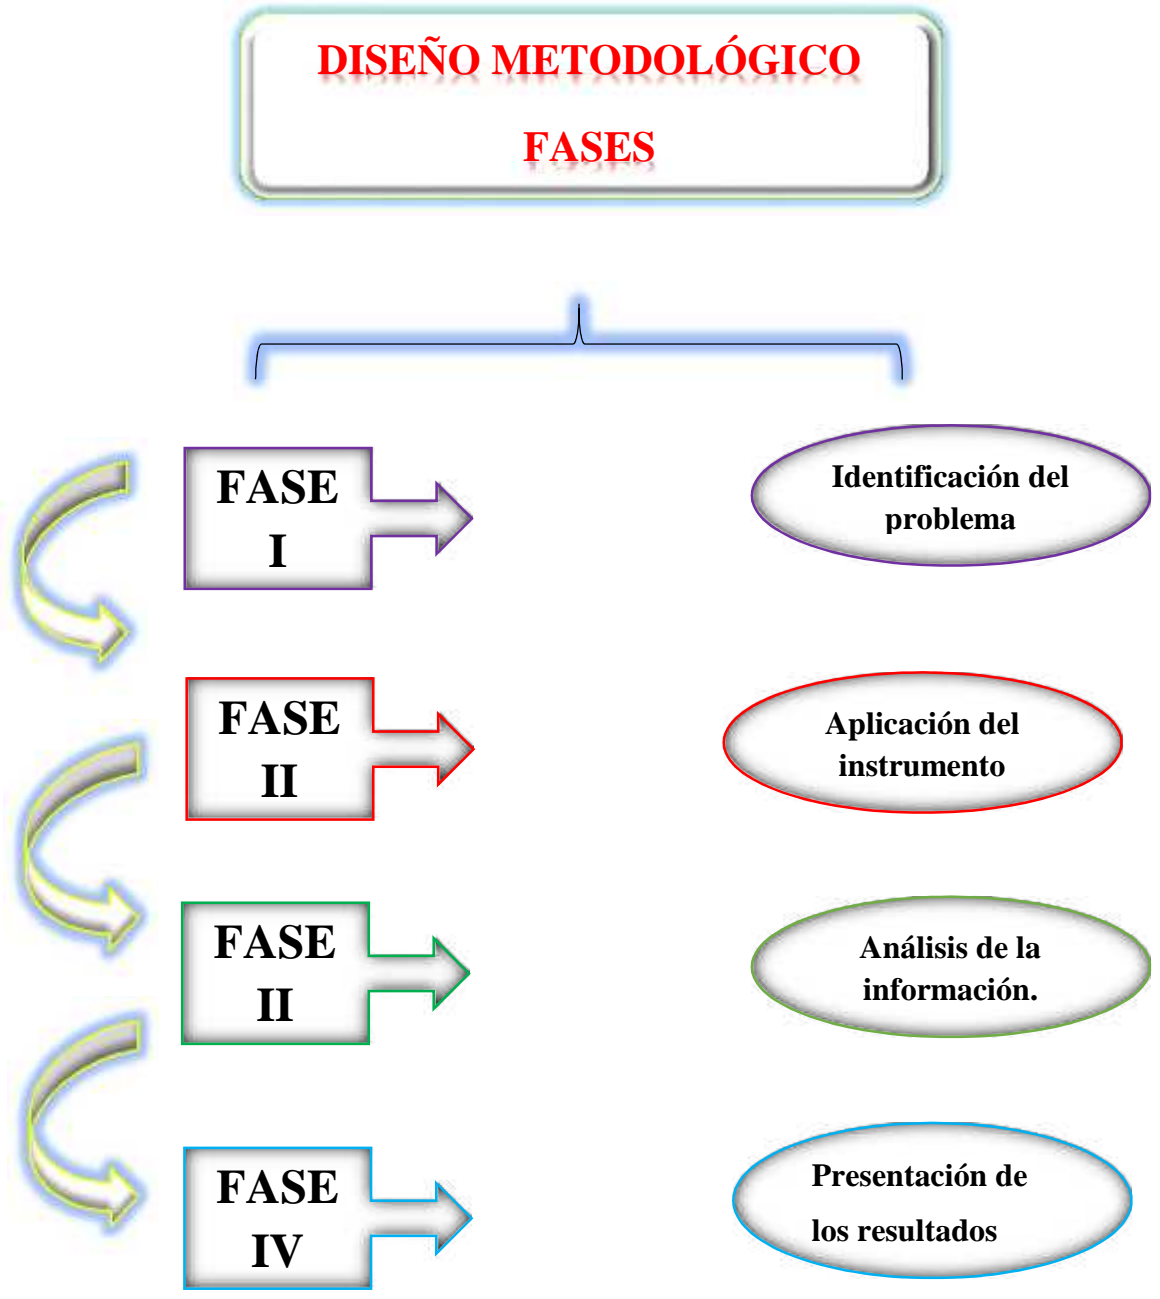 DISEÑO METODOLÓGICO
FASES
FASE
I
Identificación del
problema
FASE
II
Aplicación del
instrumento
FASE
II
Análisis de la
información.
FASE
IV
Presentación de
los resultados